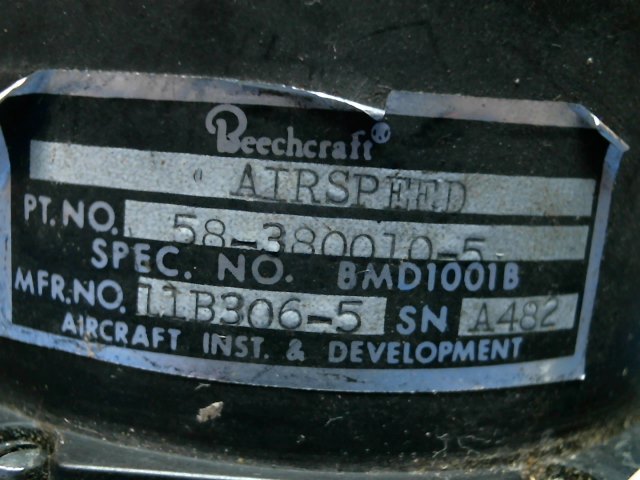 Beechcraft
AIRSPEED
PT. NO. 58-380010-5
SPEC. NO. BMD1001B
MFR. NO. 11B306-5 SN A482
AIRCRAFT INST. & DEVELOPMENT